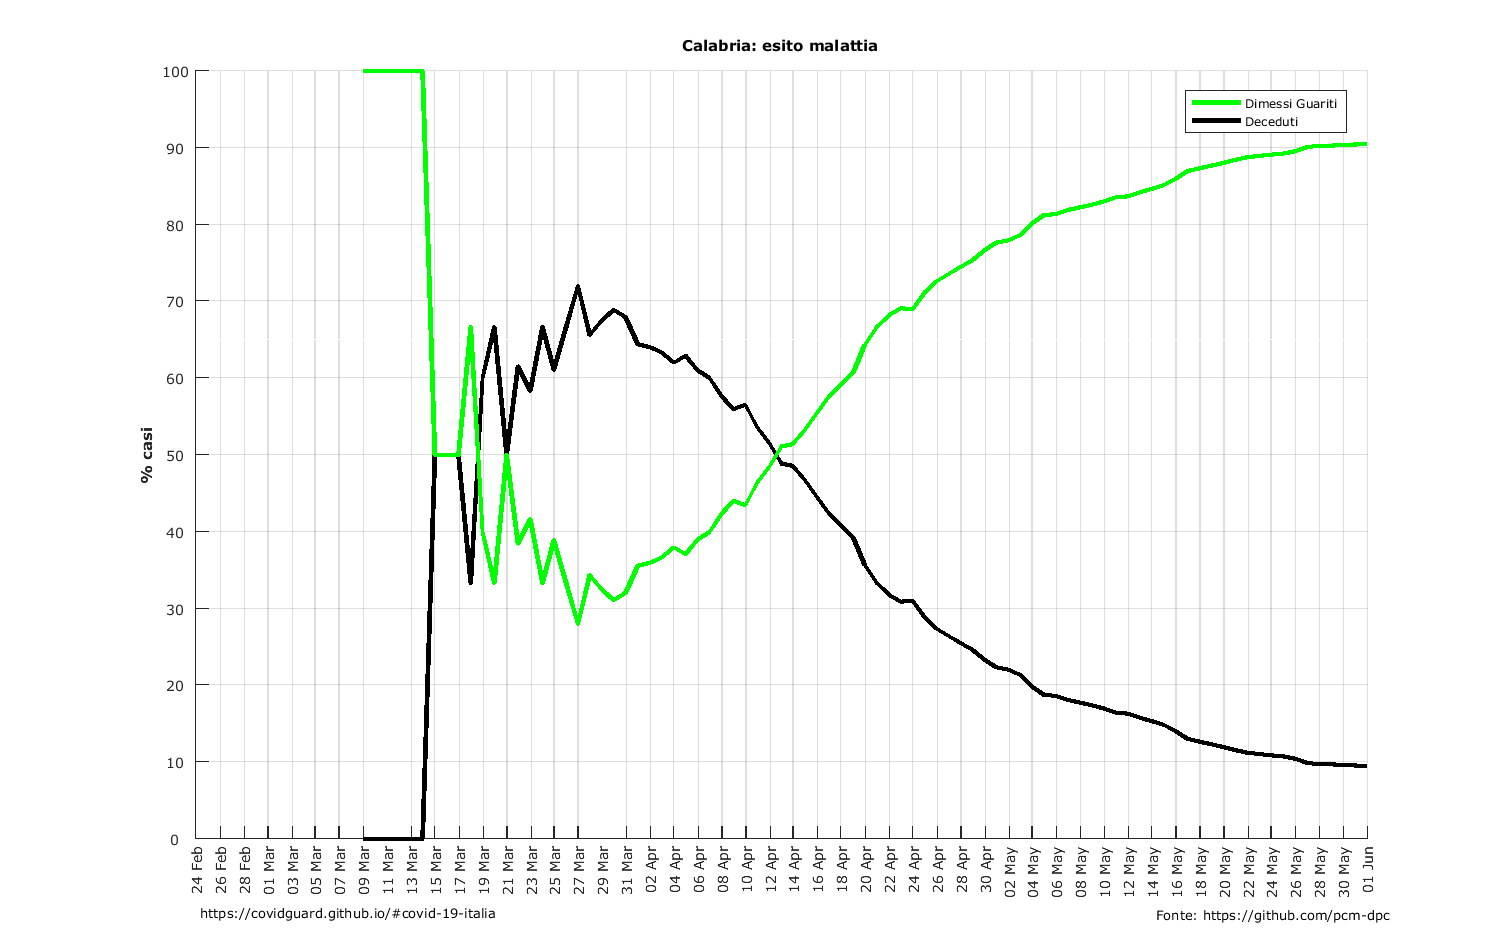 Calabria: esito malattia
100
90
80
70
60
50
40
30
20
10
0
% casi
Dimessi Guariti
Deceduti
24 Feb
26 Feb
28 Feb
01 Mar
03 Mar
05 Mar
07 Mar
09 Mar
11 Mar
13 Mar
15 Mar
17 Mar
19 Mar
21 Mar
23 Mar
25 Mar
27 Mar
29 Mar
31 Mar
02 Apr
04 Apr
06 Apr
08 Apr
10 Apr
12 Apr
14 Apr
16 Apr
18 Apr
20 Apr
22 Apr
24 Apr
26 Apr
28 Apr
30 Apr
02 May
04 May
06 May
08 May
10 May
12 May
14 May
16 May
18 May
20 May
22 May
24 May
26 May
28 May
30 May
01 Jun
https://covidguard.github.io/#covid-19-italia
Fonte: https://github.com/pcm-dpc